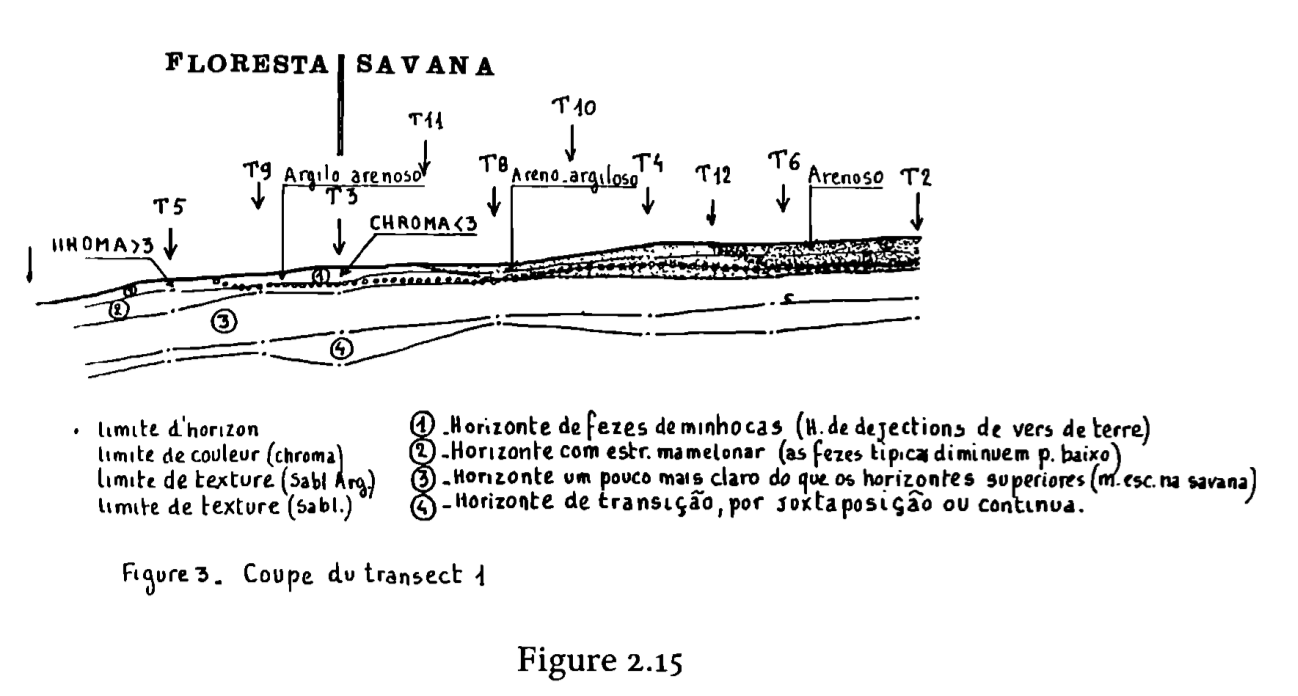 FLORESTA SAVANA
T10
T11
T9 Argilo arenoso T8 Areno-argiloso T4 T12 T6 Arenoso T2
T5 T3
CHROMA<3
HROMA>3
1
1
2
3
4
. limite d'horizon
limite de couleur (chroma)
limite de texture (Sabl Arg.)
limite de texture (Sabl.)
1 - Horizonte de fezes de minhocas (H. de dejections de vers de terre)
2 - Horizonte com estr. mamelonar (as fezes tipicas diminuem p. baixo)
3 - Horizonte um pouco mais claro do que os horizontes superiores (m. esc. na savana)
4 - Horizonte de transição, por juxtaposição ou continua.
Figure 3. Coupe du transect 1
Figure 2.15